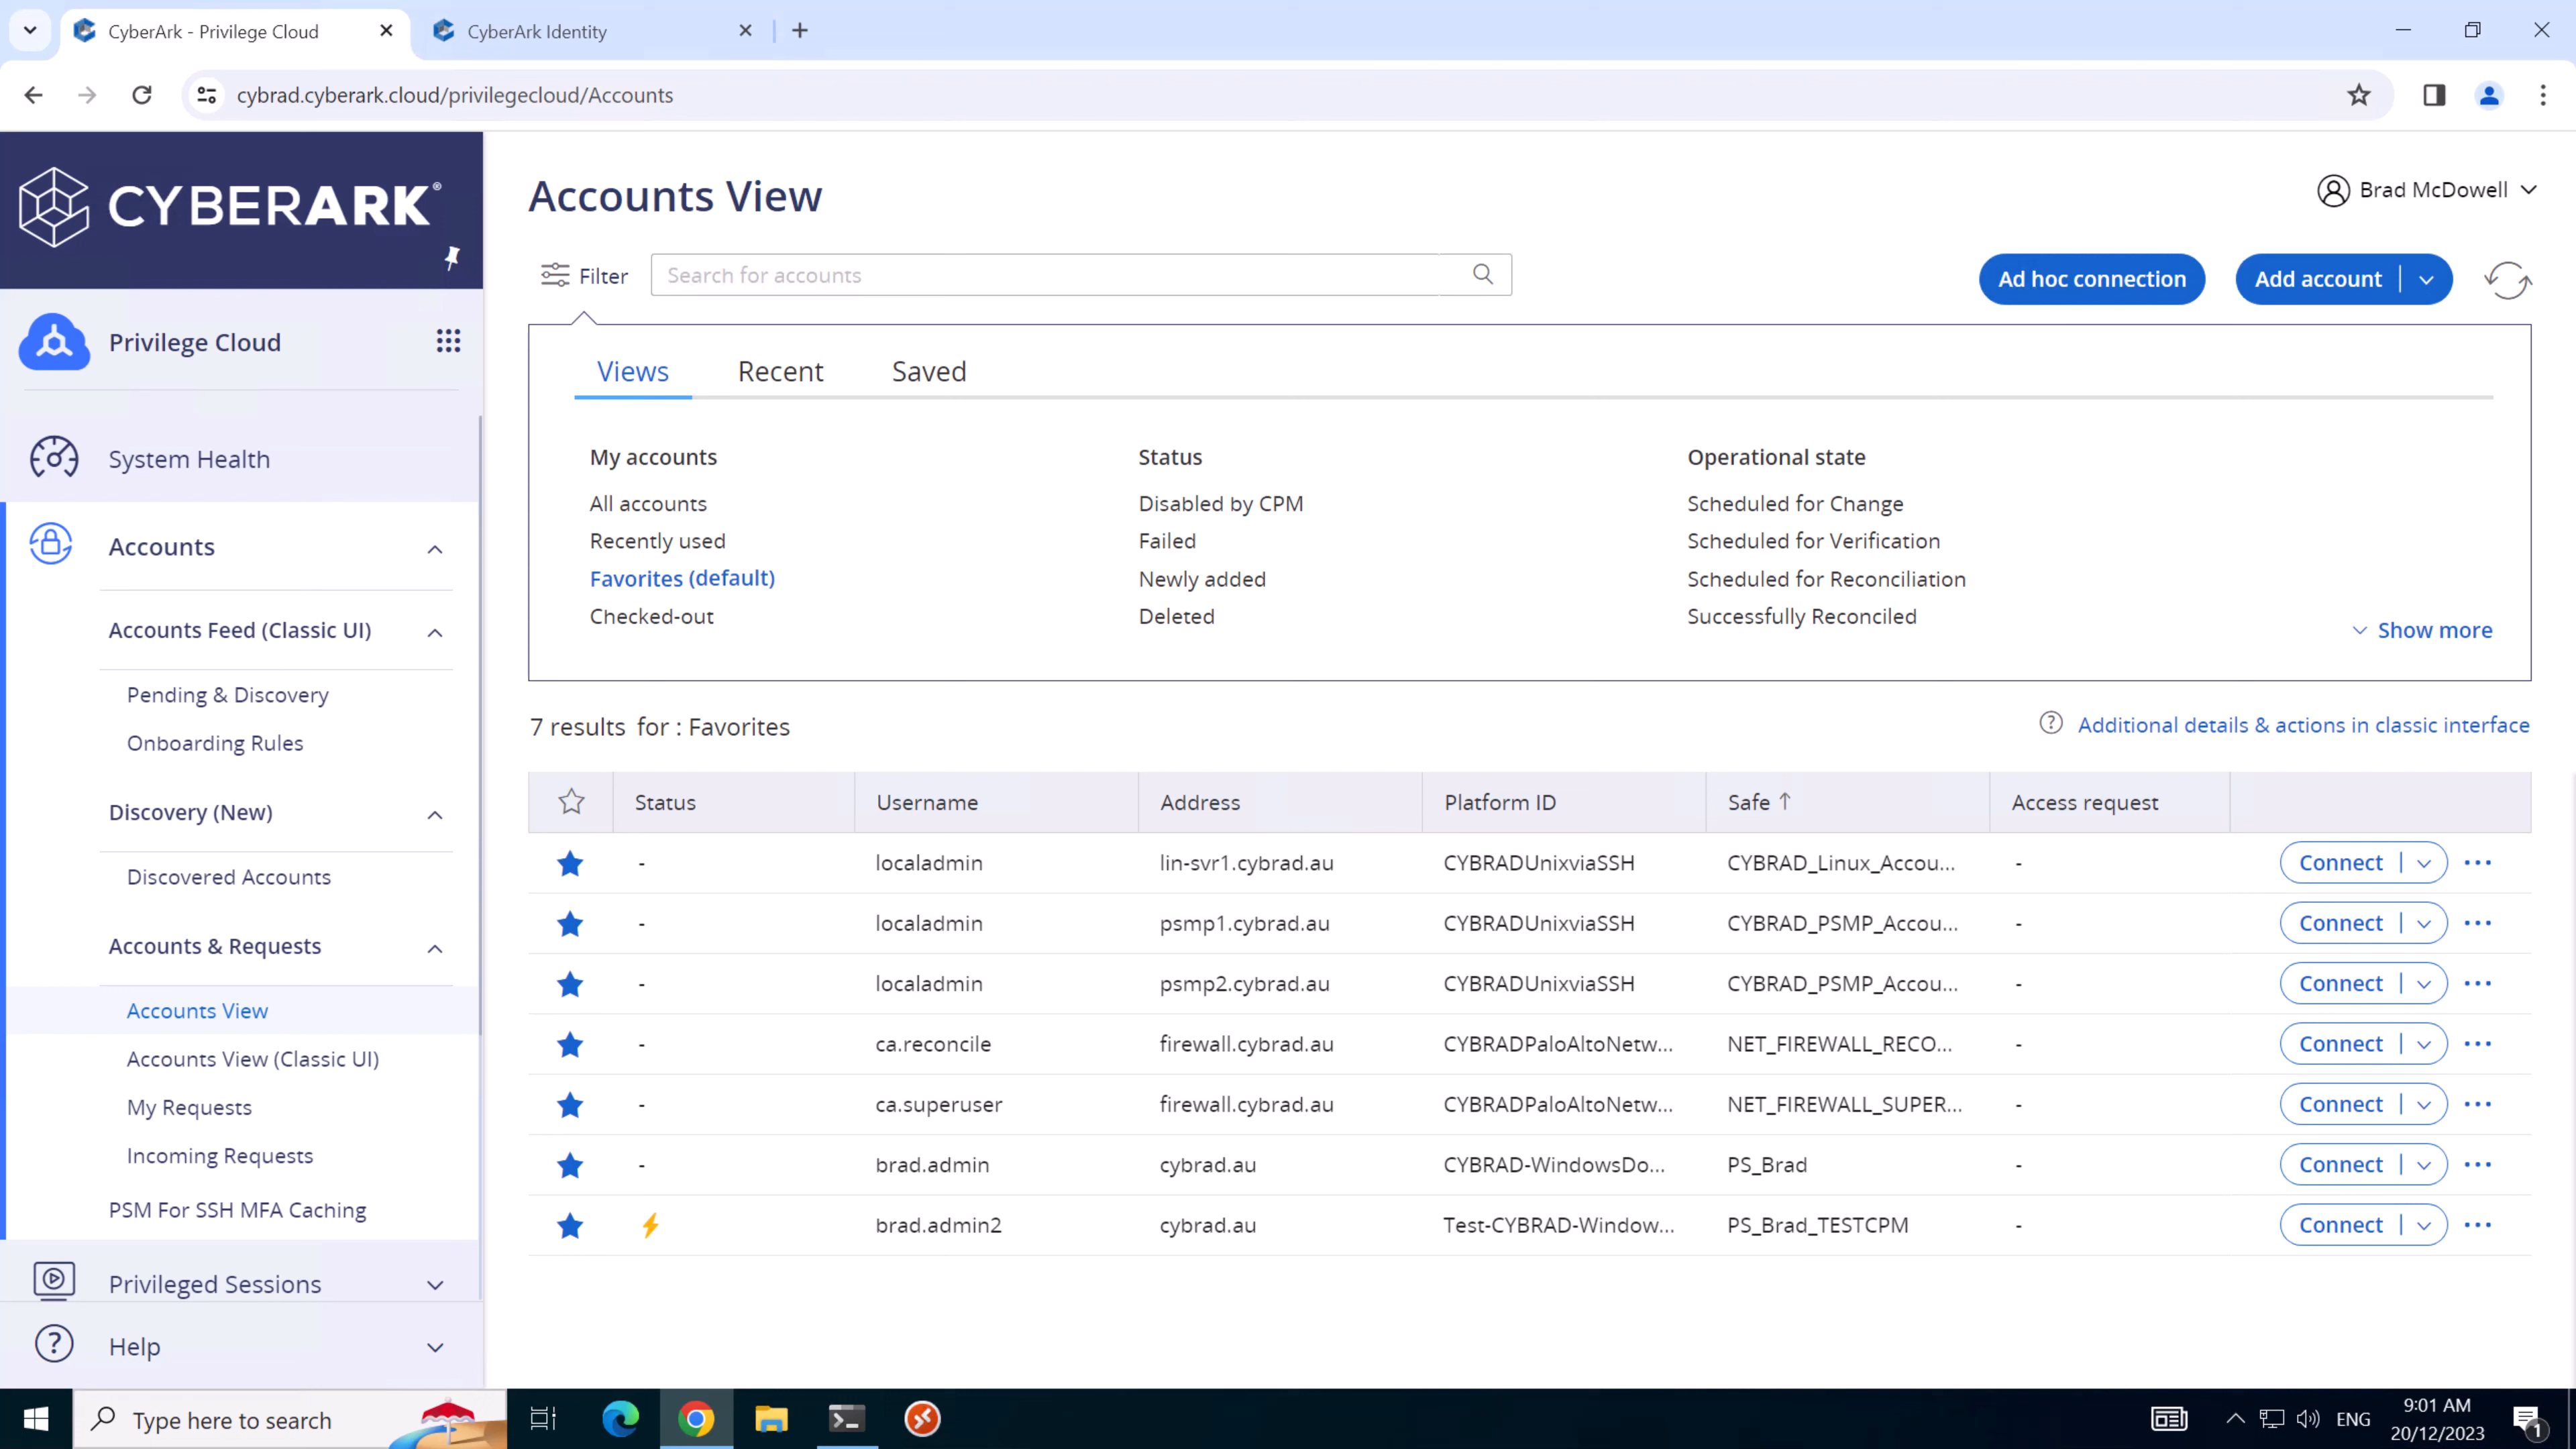 CyberArk - Privilege Cloud
CyberArk Identity
cybrad.cyberark.cloud/privilegecloud/Accounts
CYBERARK®
Privilege Cloud
System Health
Accounts
Accounts Feed (Classic UI)
Pending & Discovery
Onboarding Rules
Discovery (New)
Discovered Accounts
Accounts & Requests
Accounts View
Accounts View (Classic UI)
My Requests
Incoming Requests
PSM For SSH MFA Caching
Privileged Sessions
Help
Accounts View
Brad McDowell
Filter
Search for accounts
Ad hoc connection
Add account
Views Recent Saved
My accounts
All accounts
Recently used
Favorites (default)
Checked-out
Status
Disabled by CPM
Failed
Newly added
Deleted
Operational state
Scheduled for Change
Scheduled for Verification
Scheduled for Reconciliation
Successfully Reconciled
Show more
7 results for : Favorites
Additional details & actions in classic interface
Status Username Address Platform ID Safe ↑ Access request
- localadmin lin-svr1.cybrad.au CYBRADUnixviaSSH CYBRAD_Linux_Accou... - Connect
- localadmin psmp1.cybrad.au CYBRADUnixviaSSH CYBRAD_PSMP_Accou... - Connect
- localadmin psmp2.cybrad.au CYBRADUnixviaSSH CYBRAD_PSMP_Accou... - Connect
- ca.reconcile firewall.cybrad.au CYBRADPaloAltoNetw... NET_FIREWALL_RECO... - Connect
- ca.superuser firewall.cybrad.au CYBRADPaloAltoNetw... NET_FIREWALL_SUPER... - Connect
- brad.admin cybrad.au CYBRAD-WindowsDo... PS_Brad - Connect
brad.admin2 cybrad.au Test-CYBRAD-Window... PS_Brad_TESTCPM - Connect
Type here to search
ENG
9:01 AM
20/12/2023
1